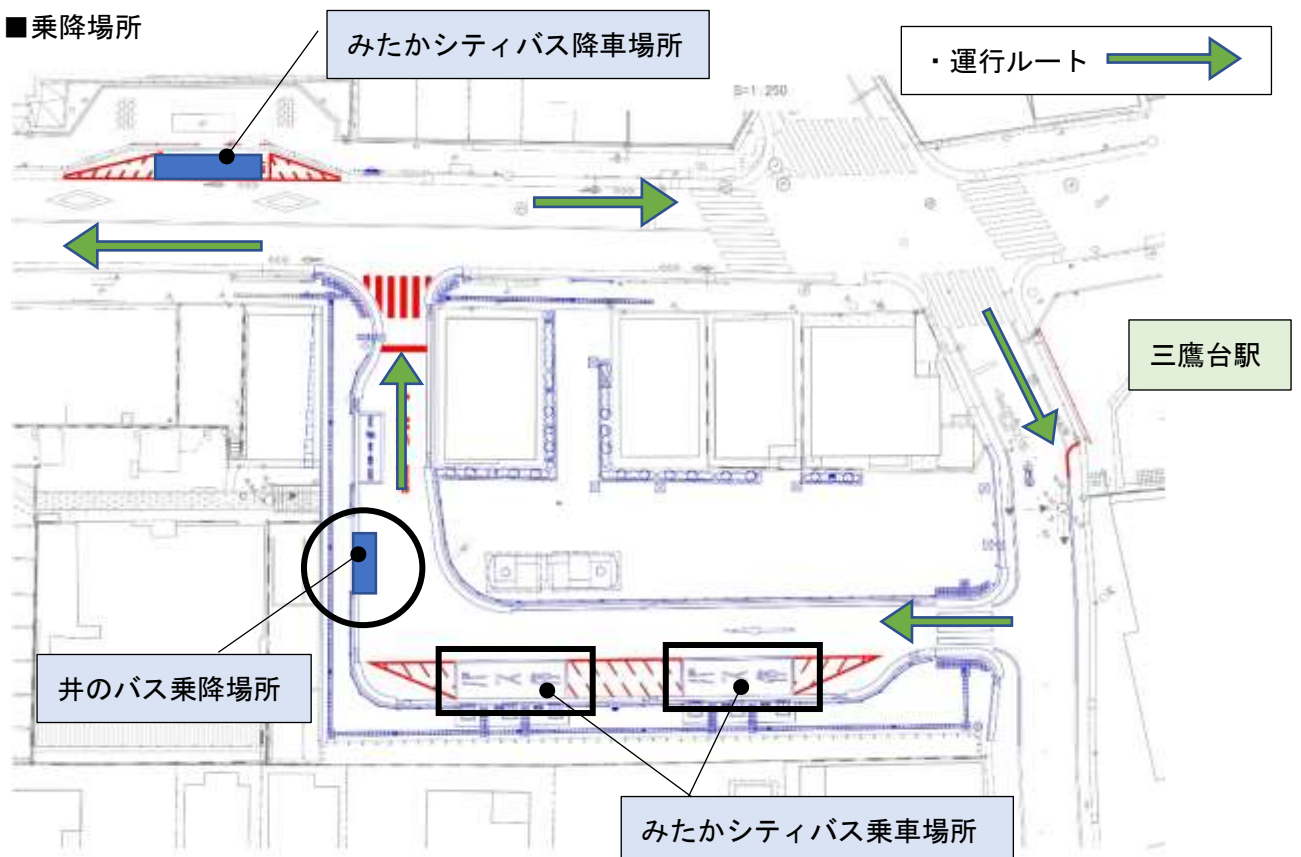 ■乗降場所
みたかシティバス降車場所
・運行ルート
S=1:250
三鷹台駅
井のバス乗降場所
みたかシティバス乗車場所